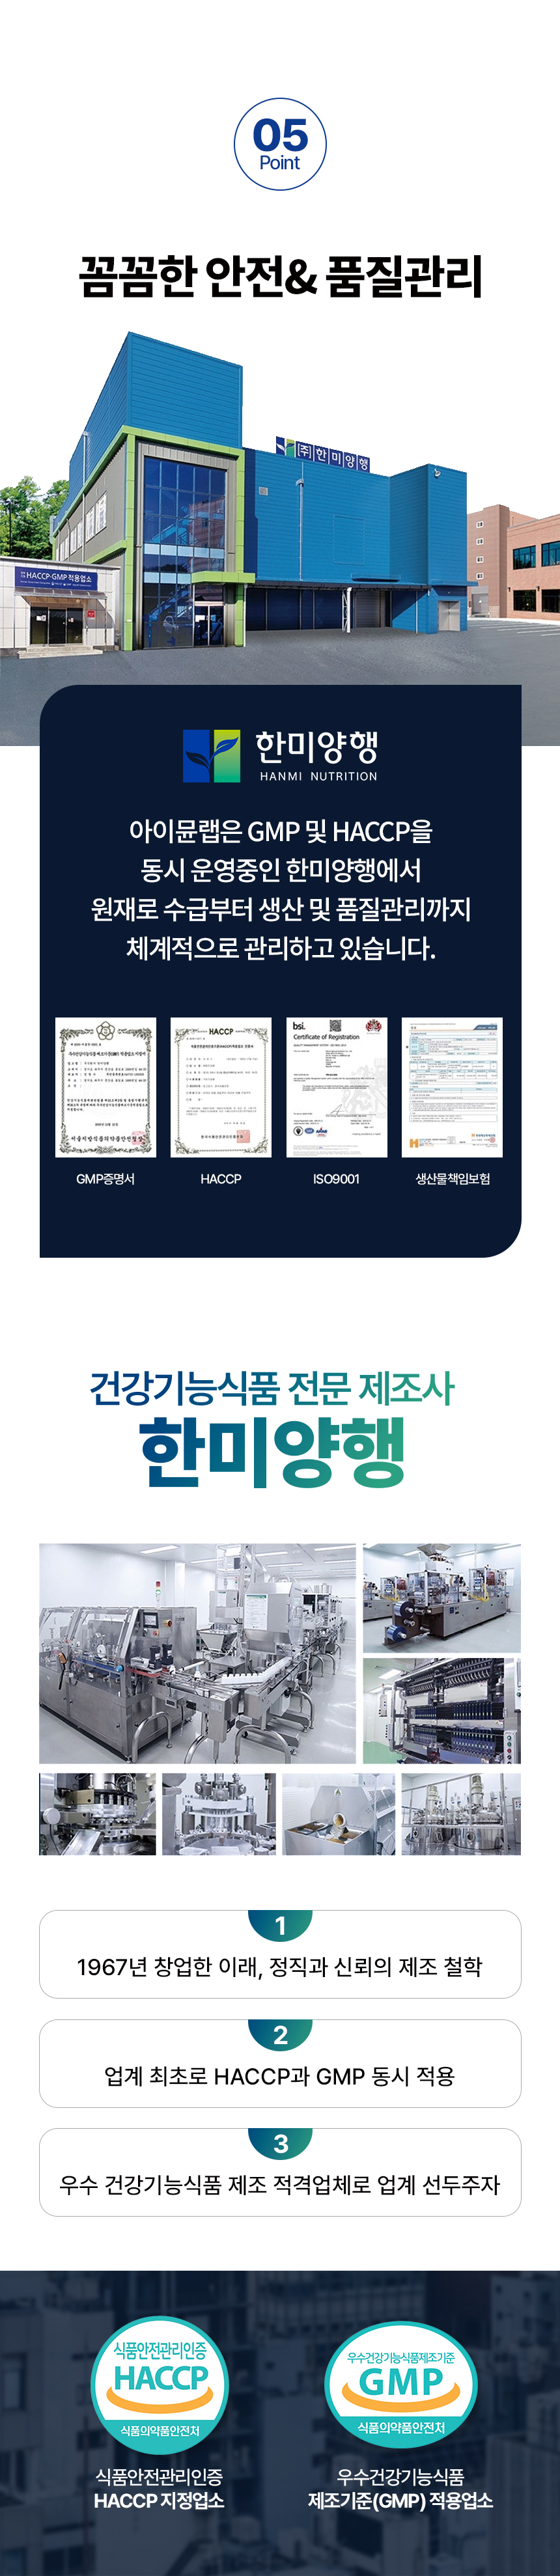 05
Point
꼼꼼한 안전& 품질관리
(주)한미양행
HACCP·GMP 적용업소
한미양행
HANMI NUTRITION
아이뮨랩은 GMP 및 HACCP을
동시 운영중인 한미양행에서
원재로 수급부터 생산 및 품질관리까지
체계적으로 관리하고 있습니다.
HACCP
bsi.
Certificate of Registration
GMP증명서
HACCP
ISO9001
생산물책임보험
건강기능식품 전문 제조사
한미양행
1
1967년 창업한 이래, 정직과 신뢰의 제조 철학
2
업계 최초로 HACCP과 GMP 동시 적용
3
우수 건강기능식품 제조 적격업체로 업계 선두주자
식품안전관리인증
HACCP
식품의약품안전처
우수건강기능식품제조기준
GMP
식품의약품안전처
식품안전관리인증
HACCP 지정업소
우수건강기능식품
제조기준(GMP) 적용업소